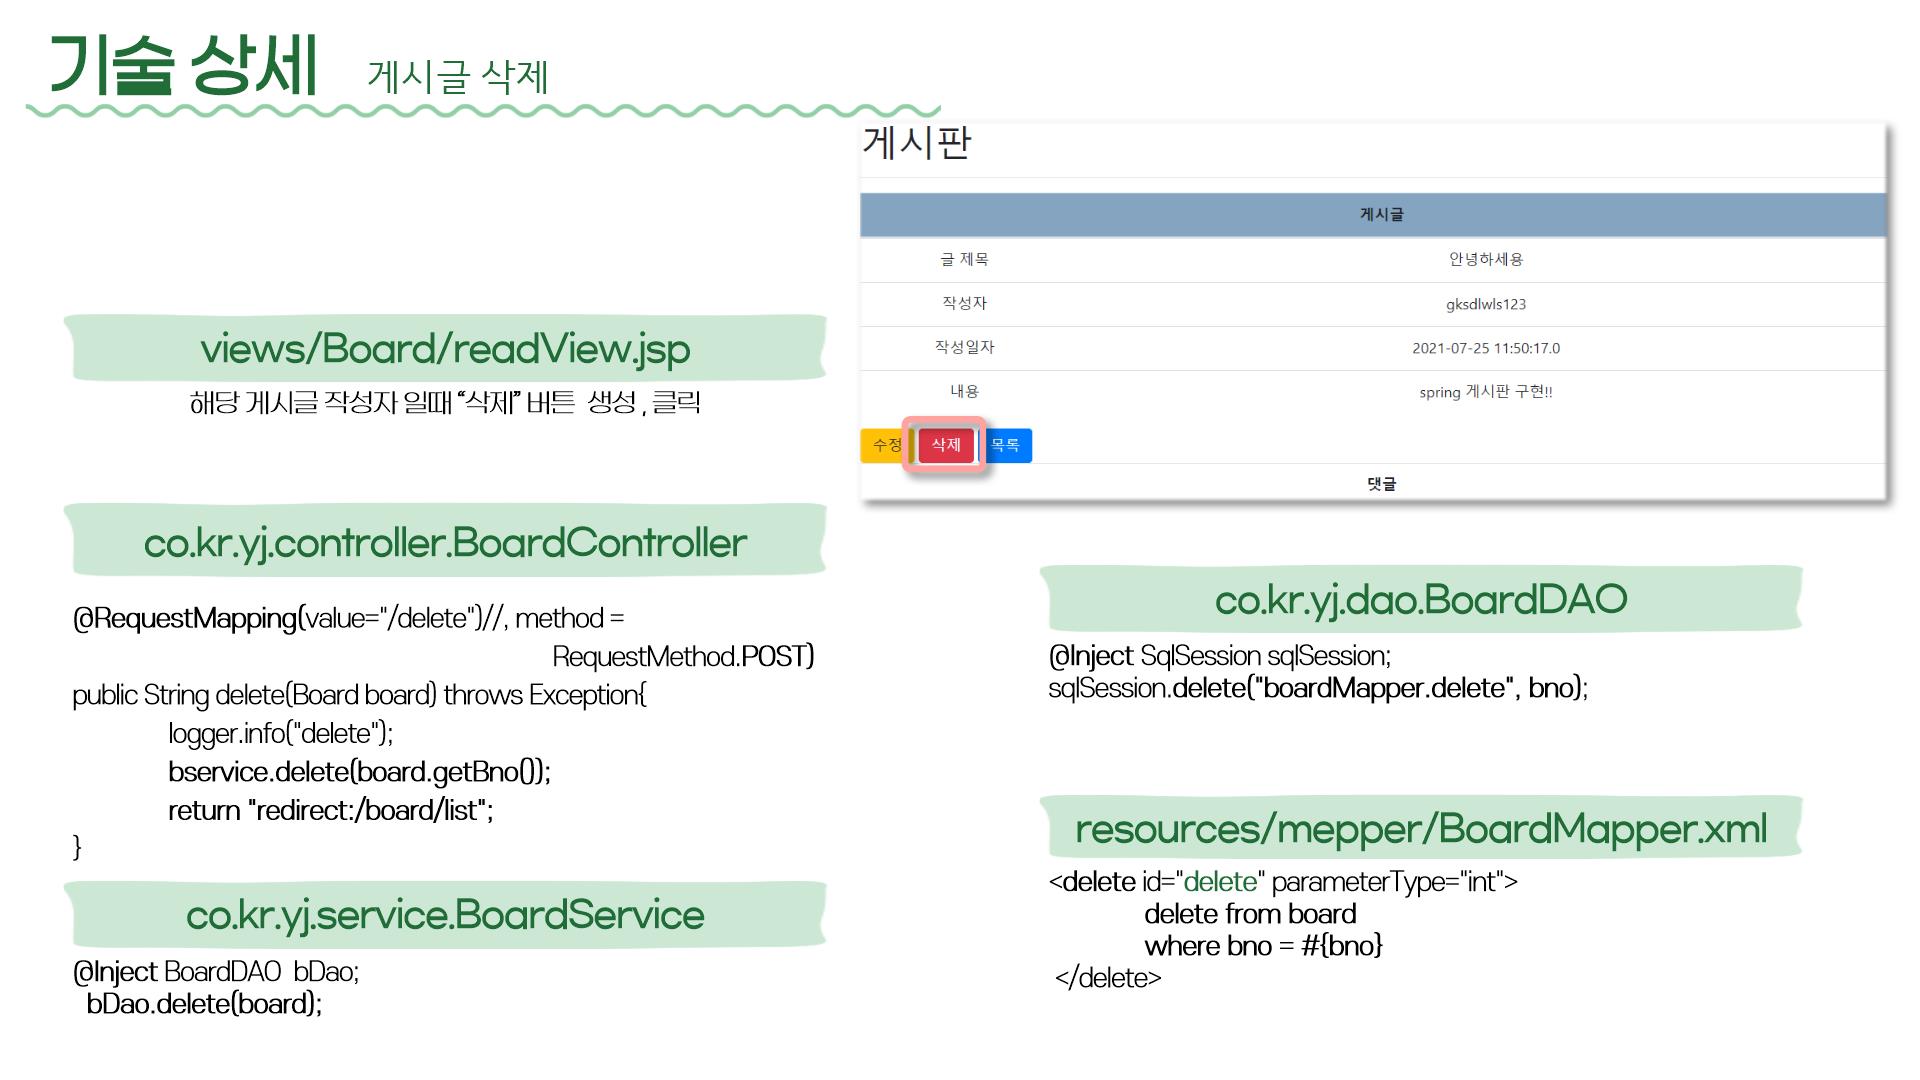 기술 상세 게시글 삭제
게시판
게시글
글 제목 안녕하세용
작성자 gksdlwls123
작성일자 2021-07-25 11:50:17.0
내용 spring 게시판 구현!!
수정 삭제 목록
댓글
views/Board/readView.jsp
해당 게시글 작성자 일때 “삭제” 버튼 생성 , 클릭
co.kr.yj.controller.BoardController
@RequestMapping(value="/delete")//, method =
RequestMethod.POST)
public String delete(Board board) throws Exception{
logger.info("delete");
bservice.delete(board.getBno());
return "redirect:/board/list";
}
co.kr.yj.service.BoardService
@Inject BoardDAO bDao;
bDao.delete(board);
co.kr.yj.dao.BoardDAO
@Inject SqlSession sqlSession;
sqlSession.delete("boardMapper.delete", bno);
resources/mepper/BoardMapper.xml
<delete id="delete" parameterType="int">
delete from board
where bno = #{bno}
</delete>